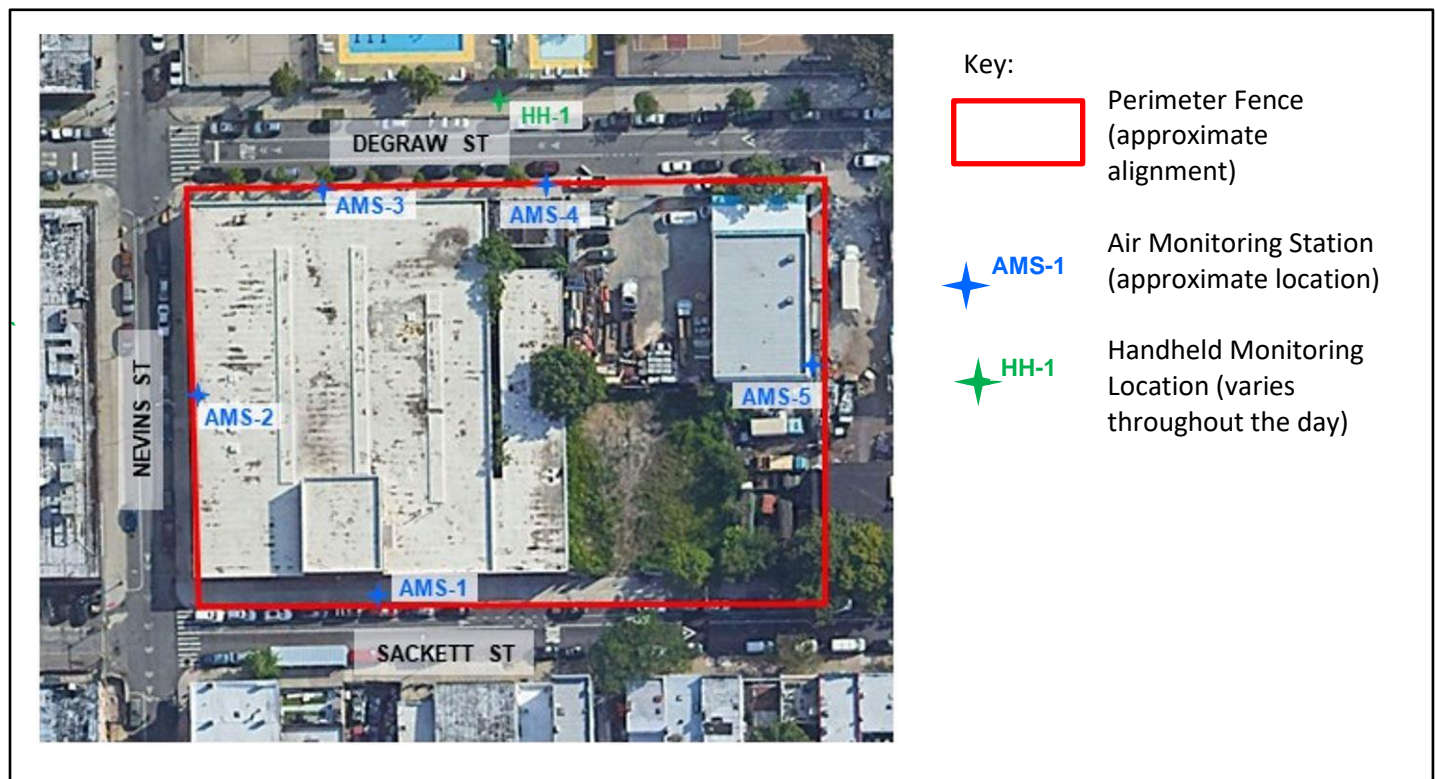 HH-1
DEGRAW ST
AMS-3
AMS-4
AMS-2
AMS-5
NEVINS ST
AMS-1
SACKETT ST
Key:
Perimeter Fence
(approximate
alignment)
AMS-1
Air Monitoring Station
(approximate location)
HH-1
Handheld Monitoring
Location (varies
throughout the day)